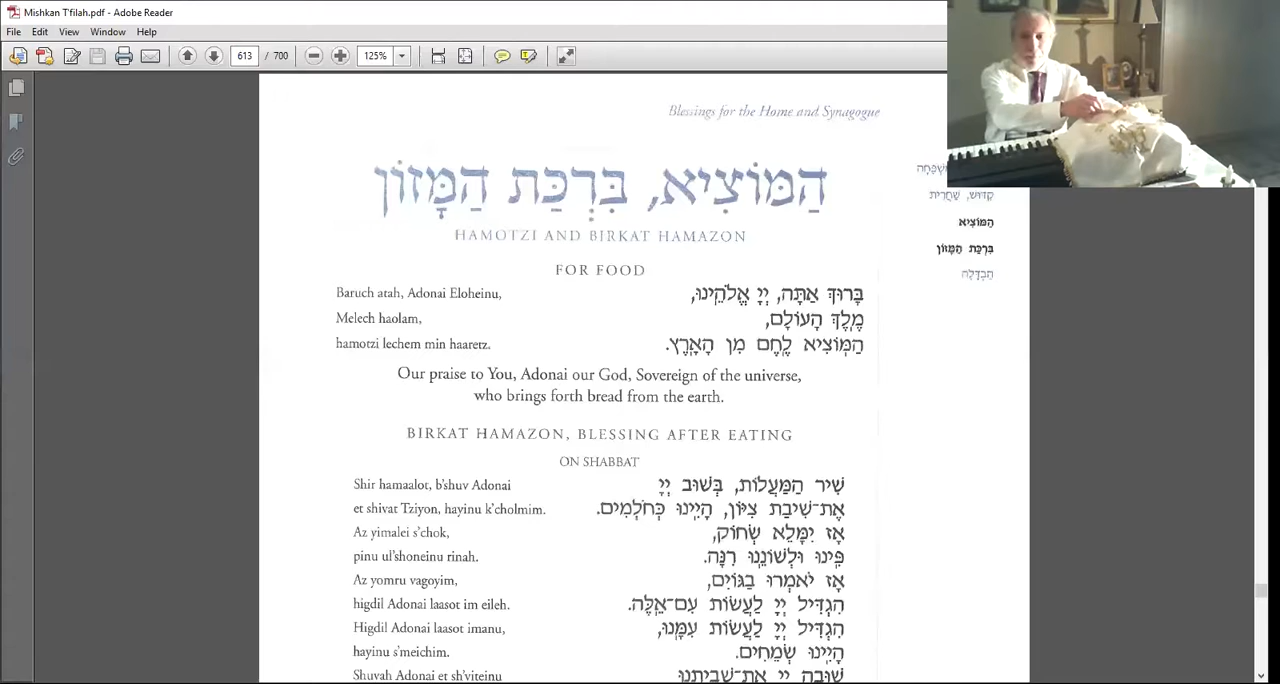 Mishkan T'filah.pdf - Adobe Reader
File Edit View Window Help
613 / 700 125%
Blessings for the Home and Synagogue
הַמּוֹצִיא, בִּרְכַּת הַמָּזוֹן
HAMOTZI AND BIRKAT HAMAZON
קִדּוּשׁ, שַׁחֲרִית
הַמּוֹצִיא
בִּרְכַּת הַמָּזוֹן
הַבְדָּלָה
FOR FOOD
Baruch atah, Adonai Eloheinu,
בָּרוּךְ אַתָּה, יְיָ אֱלֹהֵינוּ,
Melech haolam,
מֶלֶךְ הָעוֹלָם,
hamotzi lechem min haaretz.
הַמּוֹצִיא לֶחֶם מִן הָאָרֶץ.
Our praise to You, Adonai our God, Sovereign of the universe,
who brings forth bread from the earth.
BIRKAT HAMAZON, BLESSING AFTER EATING
ON SHABBAT
Shir hamaalot, b'shuv Adonai
שִׁיר הַמַּעֲלוֹת, בְּשׁוּב יְיָ
et shivat Tziyon, hayinu k'cholmim.
אֶת־שִׁיבַת צִיּוֹן, הָיִינוּ כְּחֹלְמִים.
Az yimalei s'chok,
אָז יִמָּלֵא שְׂחוֹק,
pinu ul'shoneinu rinah.
פִּינוּ וּלְשׁוֹנֵנוּ רִנָּה.
Az yomru vagoyim,
אָז יֹאמְרוּ בַגּוֹיִם,
higdil Adonai laasot im eileh.
הִגְדִּיל יְיָ לַעֲשׂוֹת עִם־אֵלֶּה.
Higdil Adonai laasot imanu,
הִגְדִּיל יְיָ לַעֲשׂוֹת עִמָּנוּ,
hayinu s'meichim.
הָיִינוּ שְׂמֵחִים.
Shuvah Adonai et sh'viteinu
שׁוּבָה יְיָ אֶת־שְׁבִיתֵנוּ